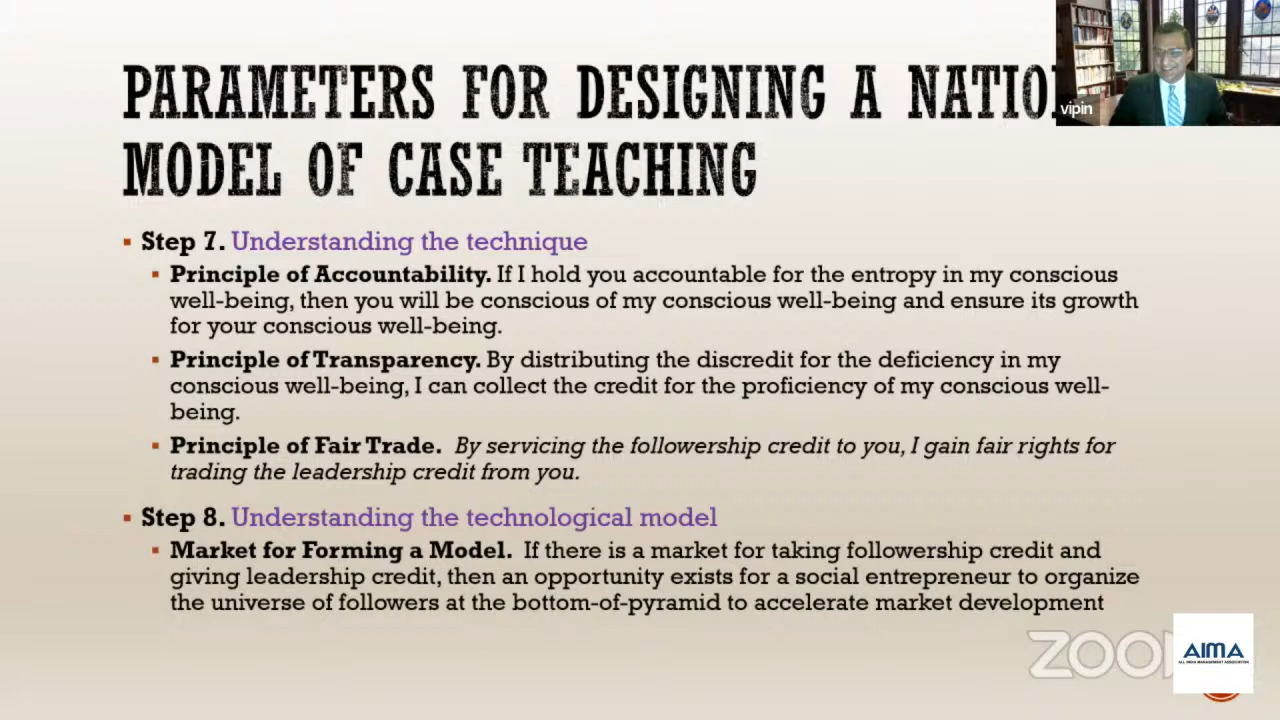 PARAMETERS FOR DESIGNING A NATIO
vipin
MODEL OF CASE TEACHING
Step 7. Understanding the technique
Principle of Accountability. If I hold you accountable for the entropy in my conscious
well-being, then you will be conscious of my conscious well-being and ensure its growth
for your conscious well-being.
Principle of Transparency. By distributing the discredit for the deficiency in my
conscious well-being, I can collect the credit for the proficiency of my conscious well-
being.
Principle of Fair Trade. By servicing the followership credit to you, I gain fair rights for
trading the leadership credit from you.
Step 8. Understanding the technological model
Market for Forming a Model. If there is a market for taking followership credit and
giving leadership credit, then an opportunity exists for a social entrepreneur to organize
the universe of followers at the bottom-of-pyramid to accelerate market development
ZOO
AIMA
ALL INDIA MANAGEMENT ASSOCIATION